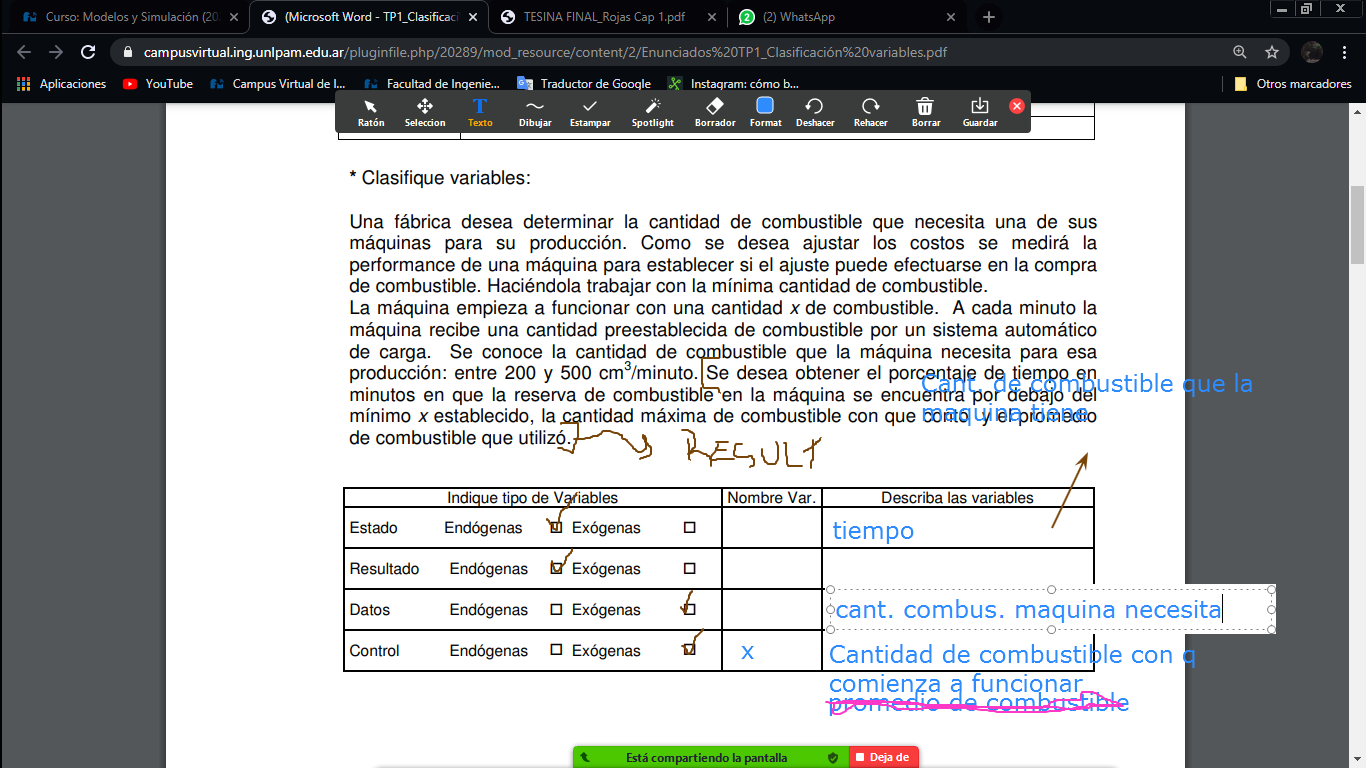 Curso: Modelos y Simulación (20
(Microsoft Word - TP1_Clasificaci
TESINA FINAL_Rojas Cap 1.pdf
(2) WhatsApp
campusvirtual.ing.unlpam.edu.ar/pluginfile.php/20289/mod_resource/content/2/Enunciados%20TP1_Clasificación%20variables.pdf
Aplicaciones YouTube Campus Virtual de I... Facultad de Ingenie... Traductor de Google Instagram: cómo b... Otros marcadores
Ratón Seleccion Texto Dibujar Estampar Spotlight Borrador Format Deshacer Rehacer Borrar Guardar
* Clasifique variables:
Una fábrica desea determinar la cantidad de combustible que necesita una de sus
máquinas para su producción. Como se desea ajustar los costos se medirá la
performance de una máquina para establecer si el ajuste puede efectuarse en la compra
de combustible. Haciéndola trabajar con la mínima cantidad de combustible.
La máquina empieza a funcionar con una cantidad x de combustible. A cada minuto la
máquina recibe una cantidad preestablecida de combustible por un sistema automático
de carga. Se conoce la cantidad de combustible que la máquina necesita para esa
producción: entre 200 y 500 cm³/minuto. Se desea obtener el porcentaje de tiempo en
minutos en que la reserva de combustible en la máquina se encuentra por debajo del
mínimo x establecido, la cantidad máxima de combustible con que contó y el promedio
de combustible que utilizó.
Cant. de combustible que la
maquina tiene
RESULT
Indique tipo de Variables Nombre Var. Describa las variables
Estado Endógenas Exógenas tiempo
Resultado Endógenas Exógenas
Datos Endógenas Exógenas cant. combus. maquina necesita
Control Endógenas Exógenas x Cantidad de combustible con q
comienza a funcionar
promedio de combustible
Está compartiendo la pantalla Deja de